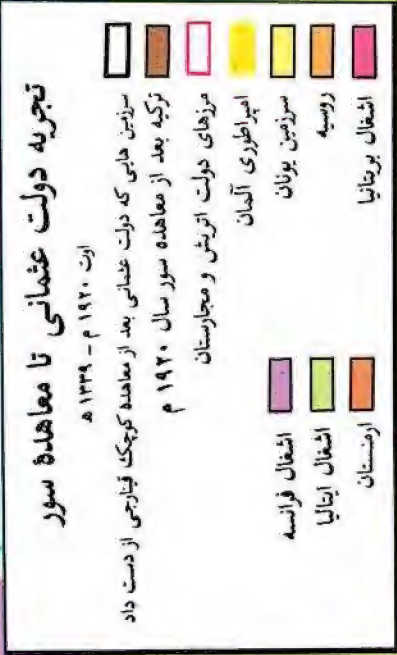 تجزیه دولت عثمانی تا معاهدهٔ سور
اوت ۱۹۲۰ م - ۱۳۳۹ ه
سرزمین هایی که دولت عثمانی بعد از معاهده کوچک قینارجی از دست داد
ترکیه بعد از معاهده سور سال ۱۹۲۰ م
مرزهای دولت اتریش و مجارستان
امپراطوری آلمان
سرزمین یونان
روسیه
اشغال بریتانیا
اشغال فرانسه
اشغال ایتالیا
ارمنستان